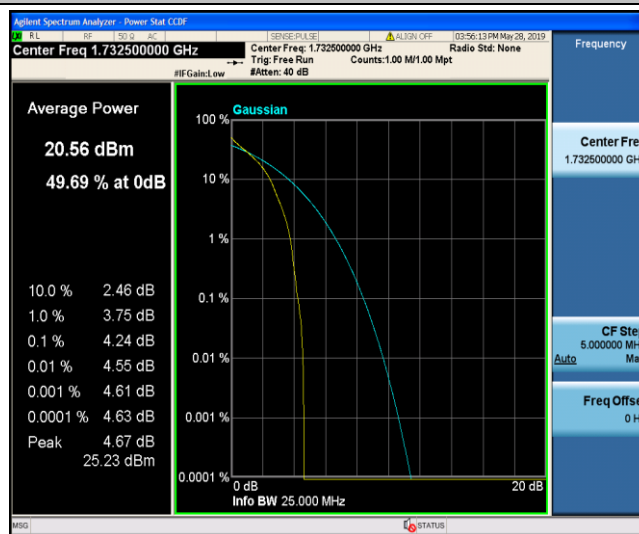 Agilent Spectrum Analyzer - Power Stat CCDF
RL RF 50 Ω AC SENSE:PULSE ALIGN OFF 03:56:13 PM May 28, 2019
Center Freq 1.732500000 GHz
Center Freq: 1.732500000 GHz Radio Std: None
Trig: Free Run Counts:1.00 M/1.00 Mpt
#IFGain:Low #Atten: 40 dB
Frequency
Average Power
20.56 dBm
49.69 % at 0dB
10.0 % 2.46 dB
1.0 % 3.75 dB
0.1 % 4.24 dB
0.01 % 4.55 dB
0.001 % 4.61 dB
0.0001 % 4.63 dB
Peak 4.67 dB
25.23 dBm
Gaussian
100 %
10 %
1 %
0.1 %
0.01 %
0.001 %
0.0001 %
0 dB 20 dB
Info BW 25.000 MHz
Center Fre
1.732500000 GH
CF Ste
5.000000 MH
Auto Ma
Freq Offse
0 H
MSG STATUS